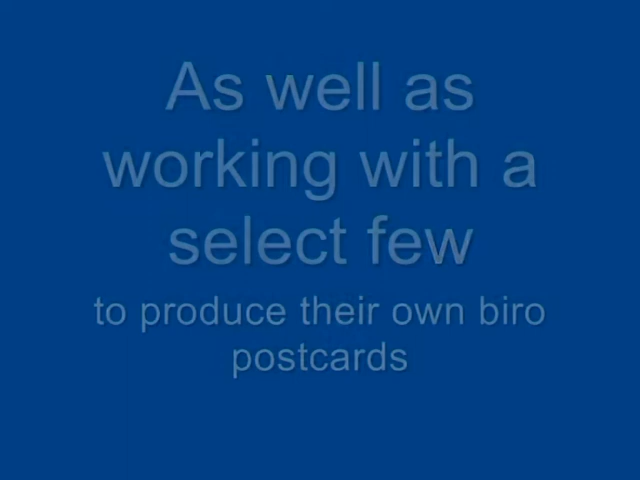 As well as
working with a
select few
to produce their own biro
postcards